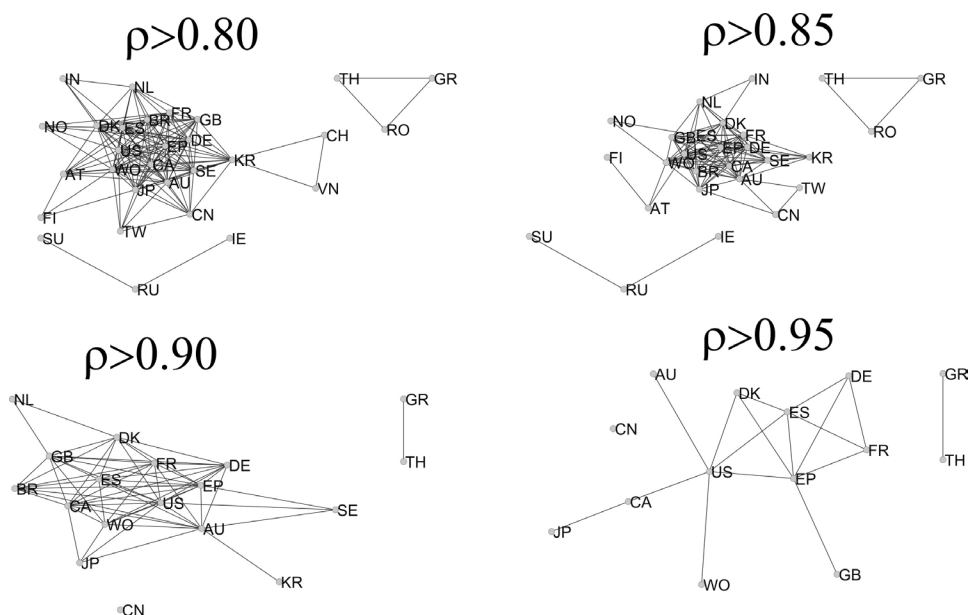 ρ>0.80
IN
NL
TH
GR
FR
NO
DK
ES
BR
GB
RO
DE
CH
US
EP
KR
AT
WO
CA
SE
JP
AU
VN
FI
CN
TW
SU
IE
RU
ρ>0.85
IN
TH
GR
NL
NO
DK
GB
ES
FR
RO
US
EP
DE
FI
WO
SE
KR
BR
CA
JP
AU
TW
AT
CN
SU
IE
RU
ρ>0.90
NL
GR
DK
GB
FR
DE
TH
BR
ES
EP
CA
US
SE
WO
AU
JP
KR
CN
ρ>0.95
AU
DE
GR
DK
ES
CN
FR
TH
US
EP
CA
JP
WO
GB